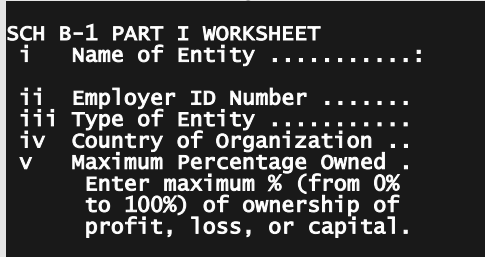 SCH B-1 PART I WORKSHEET
i Name of Entity ...........:
ii Employer ID Number .......
iii Type of Entity ...........
iv Country of Organization ..
v Maximum Percentage Owned .
Enter maximum % (from 0%
to 100%) of ownership of
profit, loss, or capital.